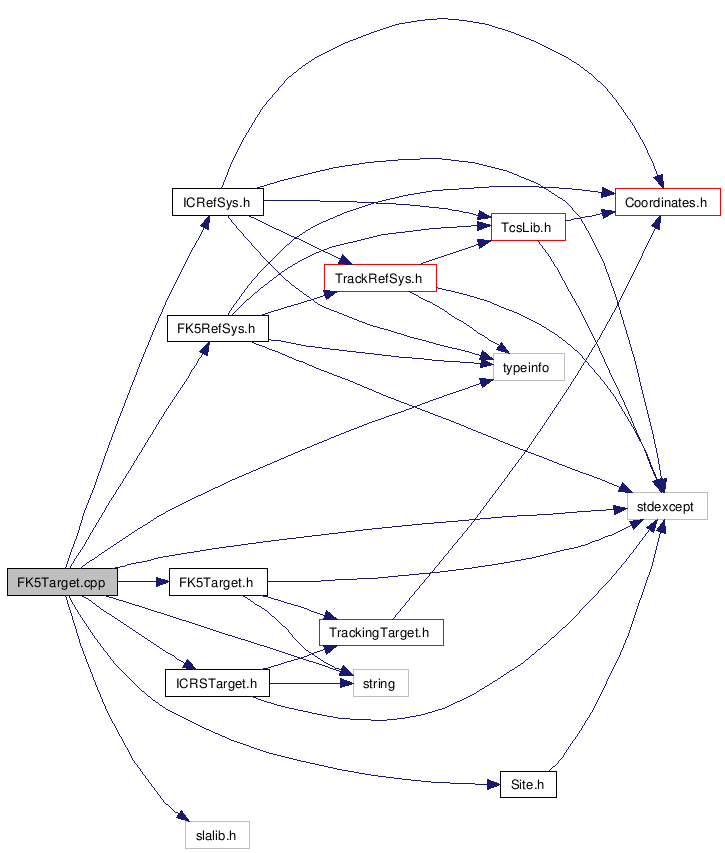 ICRefSys.h
Coordinates.h
TcsLib.h
TrackRefSys.h
FK5RefSys.h
typeinfo
stdexcept
FK5Target.cpp
FK5Target.h
TrackingTarget.h
ICRSTarget.h
string
Site.h
slalib.h